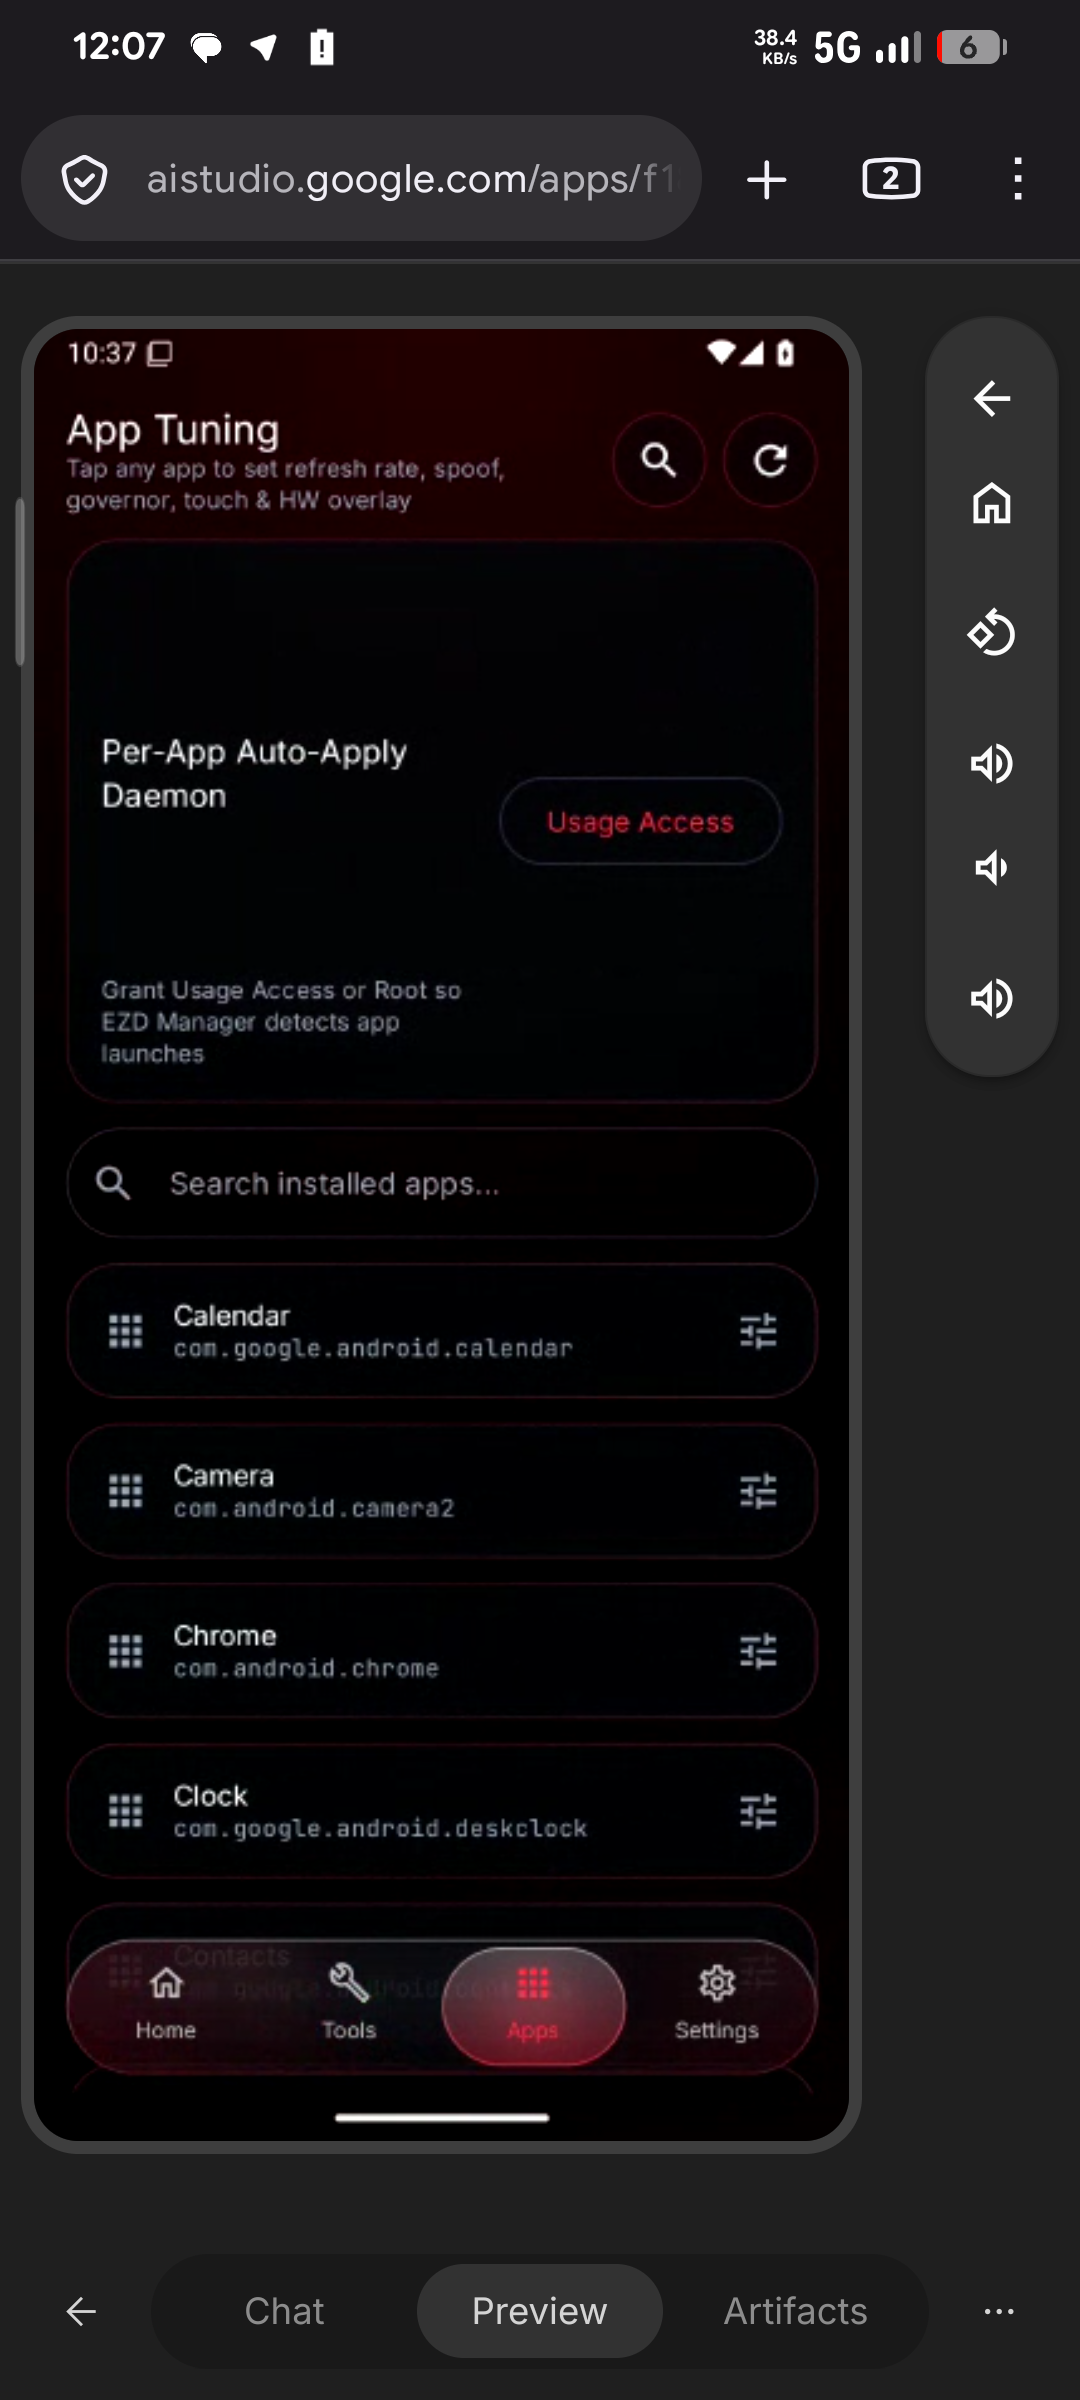 12:07
38.4
KB/s
5G
6
aistudio.google.com/apps/f1
2
10:37
App Tuning
Tap any app to set refresh rate, spoof,
governor, touch & HW overlay
Per-App Auto-Apply
Daemon
Usage Access
Grant Usage Access or Root so
EZD Manager detects app
launches
Search installed apps...
Calendar
com.google.android.calendar
Camera
com.android.camera2
Chrome
com.android.chrome
Clock
com.google.android.deskclock
Contacts
Home
Tools
Apps
Settings
Chat
Preview
Artifacts